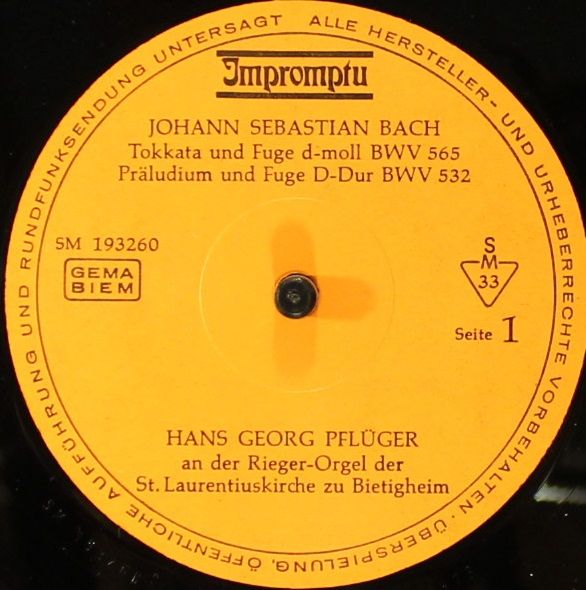 ALLE HERSTELLER- UND URHEBERRECHTE VORBEHALTEN · ÜBERSPIELUNG, ÖFFENTLICHE AUFFÜHRUNG UND RUNDFUNKSENDUNG UNTERSAGT
Impromptu
JOHANN SEBASTIAN BACH
Tokkata und Fuge d-moll BWV 565
Präludium und Fuge D-Dur BWV 532
SM 193260
GEMA
BIEM
S
M
33
Seite 1
HANS GEORG PFLÜGER
an der Rieger-Orgel der
St. Laurentiuskirche zu Bietigheim